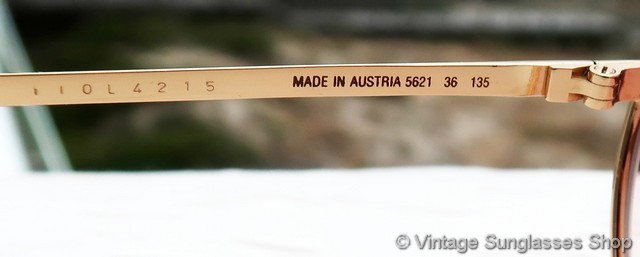 110L4215 MADE IN AUSTRIA 5621 36 135
© Vintage Sunglasses Shop